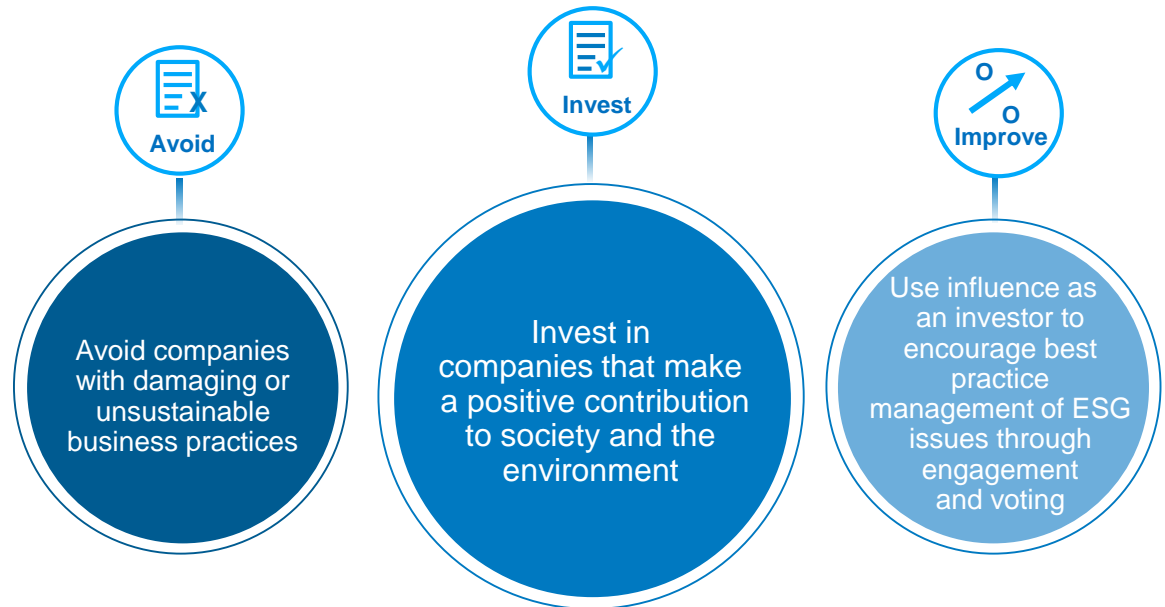 X
Avoid
Avoid companies
with damaging or
unsustainable
business practices
Invest
Invest in
companies that make
a positive contribution
to society and the
environment
O
O
Improve
Use influence as
an investor to
encourage best
practice
management of ESG
issues through
engagement
and voting